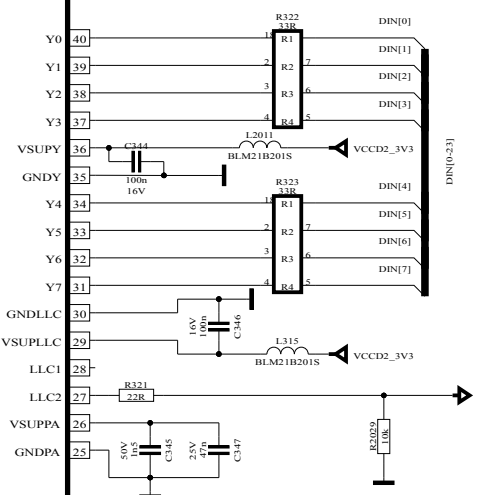 R322
33R
DIN[0]
Y0 40 18 R1
DIN[1]
Y1 39 2 R2 7
DIN[2]
Y2 38 3 R3 6
DIN[3]
Y3 37 4 R4 5
VSUPY 36 C344 L2011 VCCD2_3V3
BLM21B201S
GNDY 35 100n
16V
DIN[0-23]
R323
33R
DIN[4]
Y4 34 18 R1
DIN[5]
Y5 33 2 R2 7
DIN[6]
Y6 32 3 R3 6
DIN[7]
Y7 31 4 R4 5
GNDLLC 30
16V
100n
C346
VSUPLLC 29 L315 VCCD2_3V3
BLM21B201S
LLC1 28
LLC2 27 R321
22R
VSUPPA 26
R2029
10k
GNDPA 25
50V
1n5
C345
25V
47n
C347